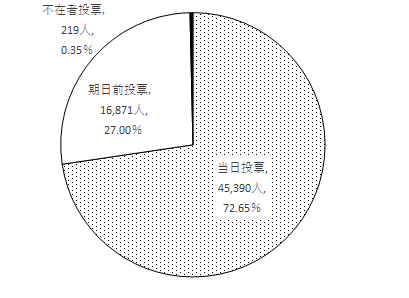 不在者投票,
219人,
0.35%
期日前投票,
16,871人,
27.00%
当日投票,
45,390人,
72.65%